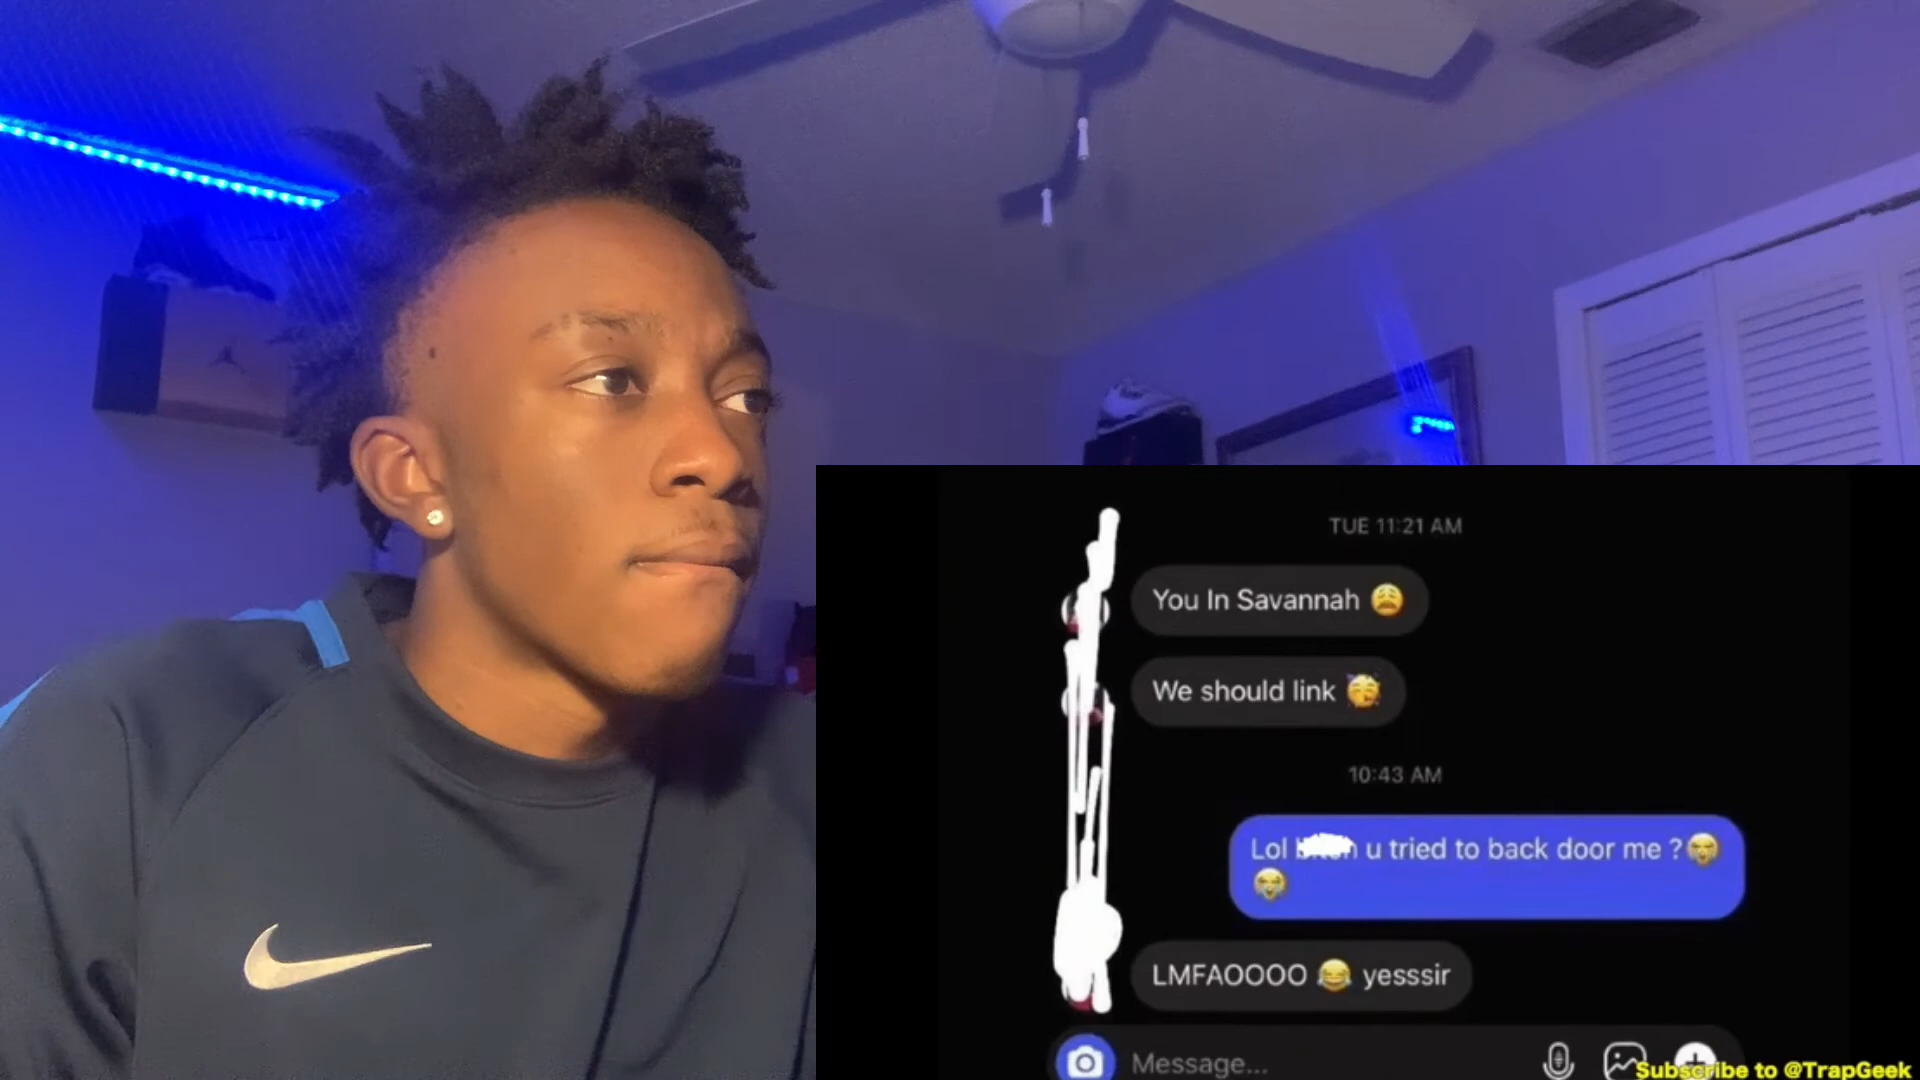 TUE 11:21 AM
You In Savannah 😩
We should link 🥳
10:43 AM
Lol u tried to back door me ?😭
😭
LMFAOOOO 😂 yesssir
Message...
Subscribe to @TrapGeek